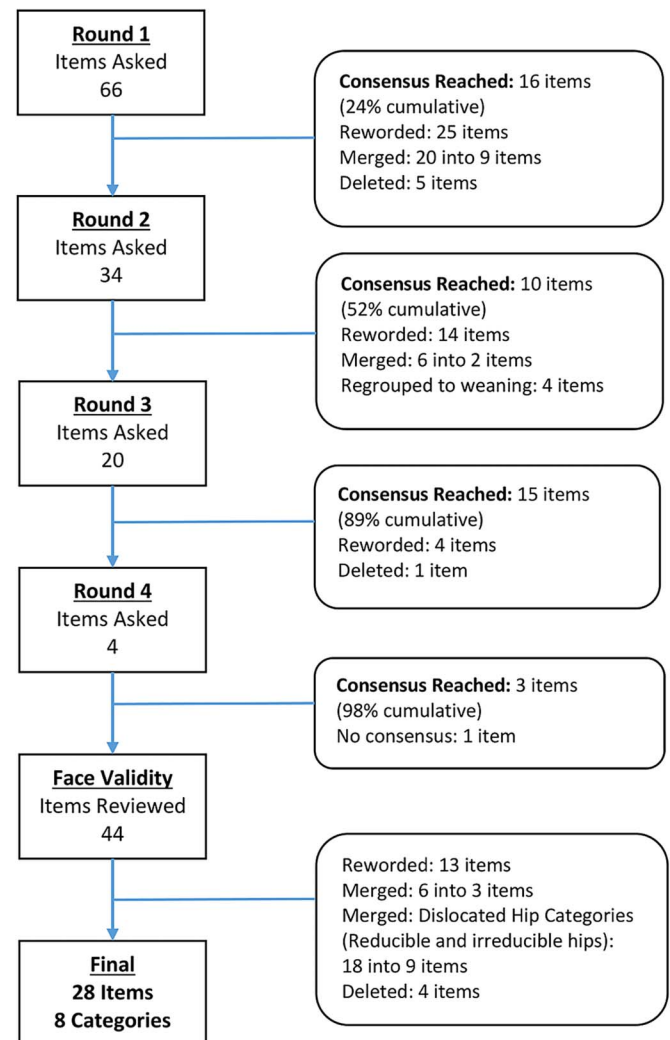 Round 1
Items Asked
66
Consensus Reached: 16 items
(24% cumulative)
Reworded: 25 items
Merged: 20 into 9 items
Deleted: 5 items
Round 2
Items Asked
34
Consensus Reached: 10 items
(52% cumulative)
Reworded: 14 items
Merged: 6 into 2 items
Regrouped to weaning: 4 items
Round 3
Items Asked
20
Consensus Reached: 15 items
(89% cumulative)
Reworded: 4 items
Deleted: 1 item
Round 4
Items Asked
4
Consensus Reached: 3 items
(98% cumulative)
No consensus: 1 item
Face Validity
Items Reviewed
44
Reworded: 13 items
Merged: 6 into 3 items
Merged: Dislocated Hip Categories
(Reducible and irreducible hips):
18 into 9 items
Deleted: 4 items
Final
28 Items
8 Categories